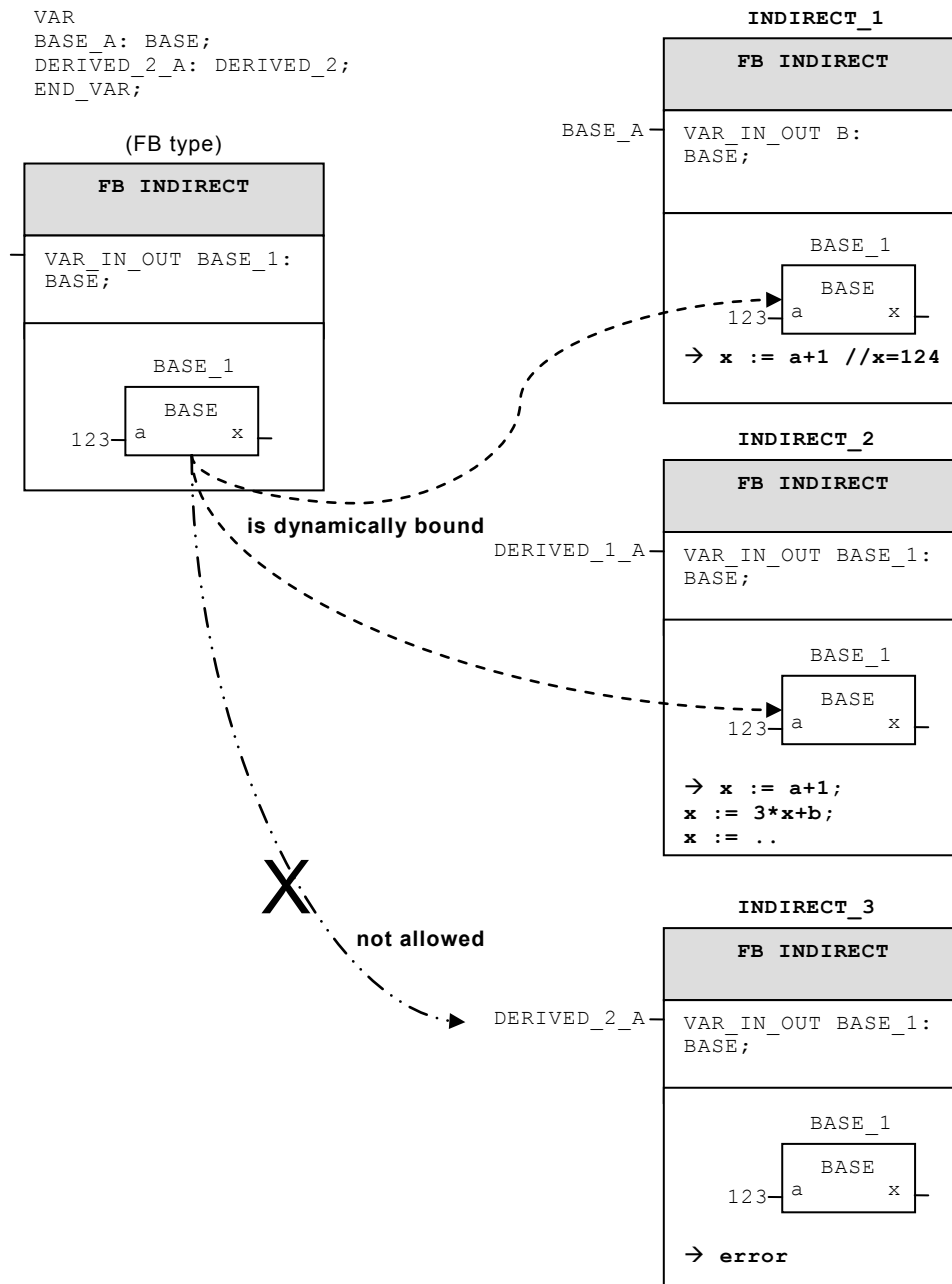 VAR
BASE_A: BASE;
DERIVED_2_A: DERIVED_2;
END_VAR;
(FB type)
FB INDIRECT
VAR_IN_OUT BASE_1:
BASE;
BASE_1
BASE
123
a
x
is dynamically bound
X
not allowed
INDIRECT_1
FB INDIRECT
BASE_A
VAR_IN_OUT B:
BASE;
BASE_1
BASE
123
a
x
→ x := a+1 //x=124
INDIRECT_2
FB INDIRECT
DERIVED_1_A
VAR_IN_OUT BASE_1:
BASE;
BASE_1
BASE
123
a
x
→ x := a+1;
x := 3*x+b;
x := ..
INDIRECT_3
FB INDIRECT
DERIVED_2_A
VAR_IN_OUT BASE_1:
BASE;
BASE_1
BASE
123
a
x
→ error